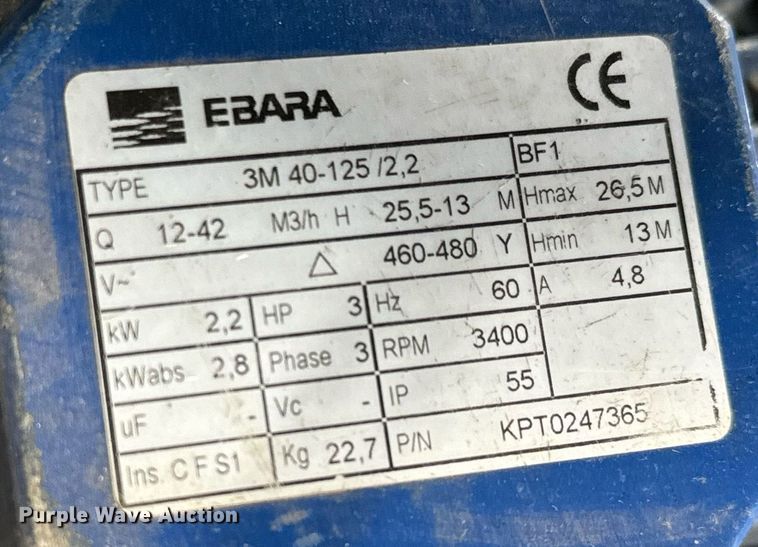 EBARA CE
TYPE 3M 40-125 /2,2 BF1
Q 12-42 M3/h H 25,5-13 M Hmax 26,5 M
V~ △ 460-480 Y Hmin 13 M
kW 2,2 HP 3 Hz 60 A 4,8
kWabs 2,8 Phase 3 RPM 3400
uF - Vc - IP 55
Ins. C F S1 Kg 22,7 P/N KPT0247365
Purple Wave Auction